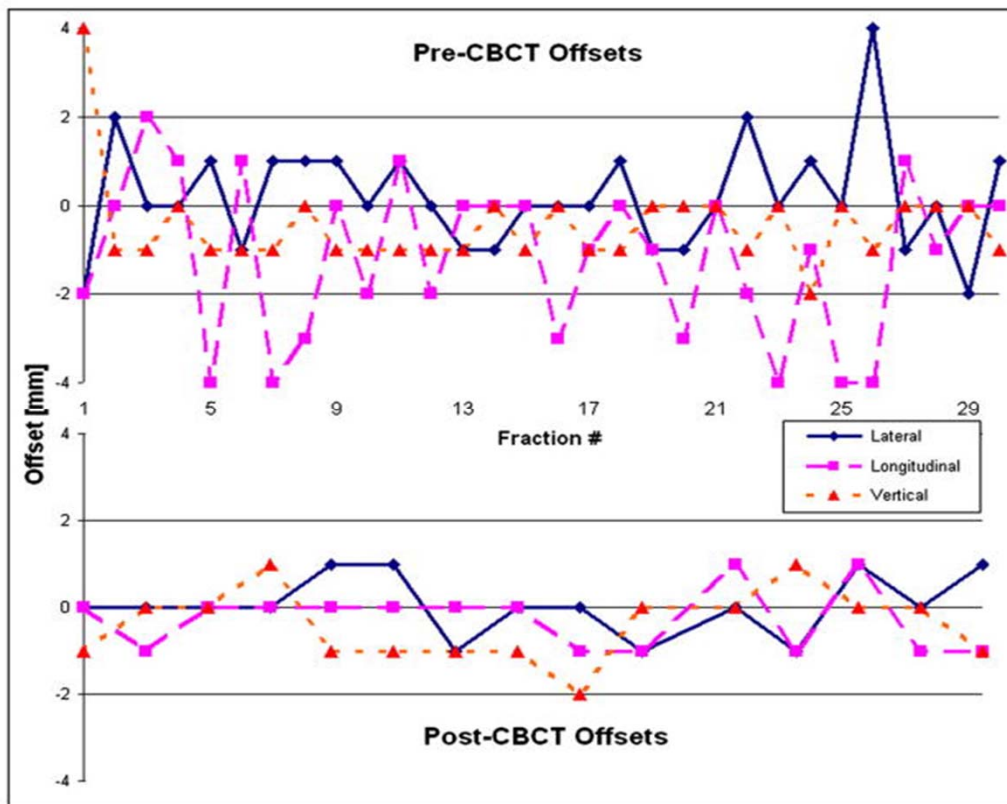 4
Pre-CBCT Offsets
2
0
-2
-4
1 5 9 13 17 21 25 29
Fraction #
Offset [mm]
4
Lateral
Longitudinal
Vertical
2
0
-2
Post-CBCT Offsets
-4